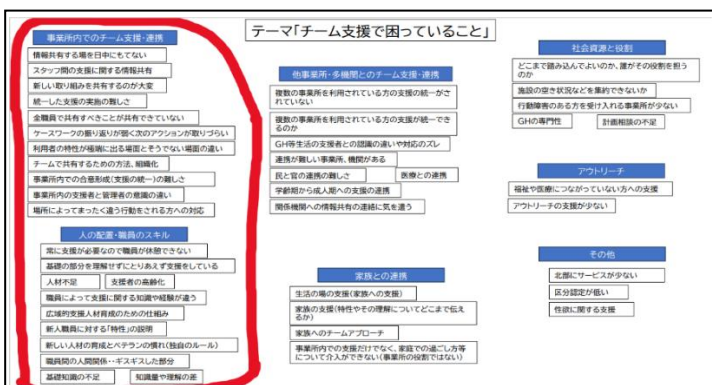 テーマ「チーム支援で困っていること」
事業所内でのチーム支援・連携
情報共有する場を日中にもてない
スタッフ間の支援に関する情報共有
新しい取り組みを共有するのが大変
統一した支援の実施の難しさ
全職員で共有すべきことが共有できていない
ケースワークの振り返りが弱く次のアクションが取りづらい
利用者の特性が極端に出る場面とそうでない場面の違い
チームで共有するための方法、組織化
事業所内での合意形成(支援の統一)の難しさ
事業所内の支援者と管理者の意識の違い
場所によってまったく違う行動をされる方への対応
人の配置・職員のスキル
常に支援が必要なので職員が休憩できない
基礎の部分を理解せずにとりあえず支援をしている
人材不足
支援者の高齢化
職員によって支援に関する知識や経験が違う
広域的支援人材育成のための仕組み
新人職員に対する「特性」の説明
新しい人材の育成とベテランの慣れ(独自のルール)
職員間の人間関係・・ギスギスした部分
基礎知識の不足
知識量や理解の差
他事業所・多機関とのチーム支援・連携
複数の事業所を利用されている方の支援の統一がさ
れていない
複数の事業所を利用されている方の支援が統一でき
るのか
GH等生活の支援者との認識の違いや対応のズレ
連携が難しい事業所、機関がある
民と官の連携の難しさ
医療との連携
学齢期から成人期への支援の連携
関係機関への情報共有の連絡に気を遣う
家族との連携
生活の場の支援(家族への支援)
家族の支援(特性やその理解についてどこまで伝え
るか)
家族へのチームアプローチ
事業所内での支援だけでなく、家庭での過ごし方等
について介入ができない(事業所の役割ではない)
社会資源と役割
どこまで踏み込んでよいのか、誰がその役割を担う
のか
施設の空き状況などを集約できないか
行動障害のある方を受け入れる事業所が少ない
GHの専門性
計画相談の不足
アウトリーチ
福祉や医療につながっていない方への支援
アウトリーチの支援が少ない
その他
北部にサービスが少ない
区分認定が低い
性欲に関する支援